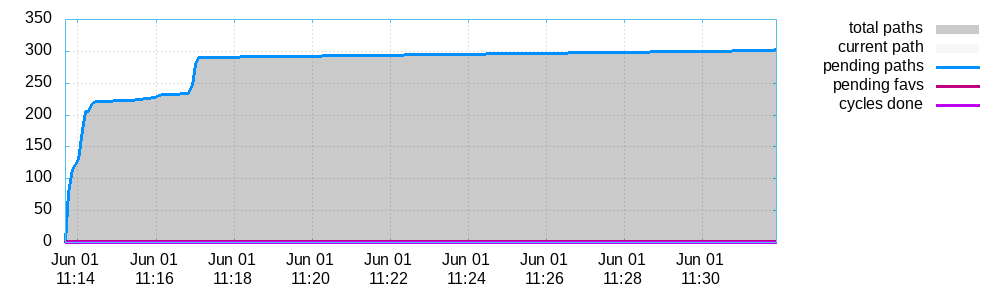 350
300
250
200
150
100
50
0
Jun 01 Jun 01 Jun 01 Jun 01 Jun 01 Jun 01 Jun 01 Jun 01 Jun 01
11:14 11:16 11:18 11:20 11:22 11:24 11:26 11:28 11:30
total paths
current path
pending paths
pending favs
cycles done